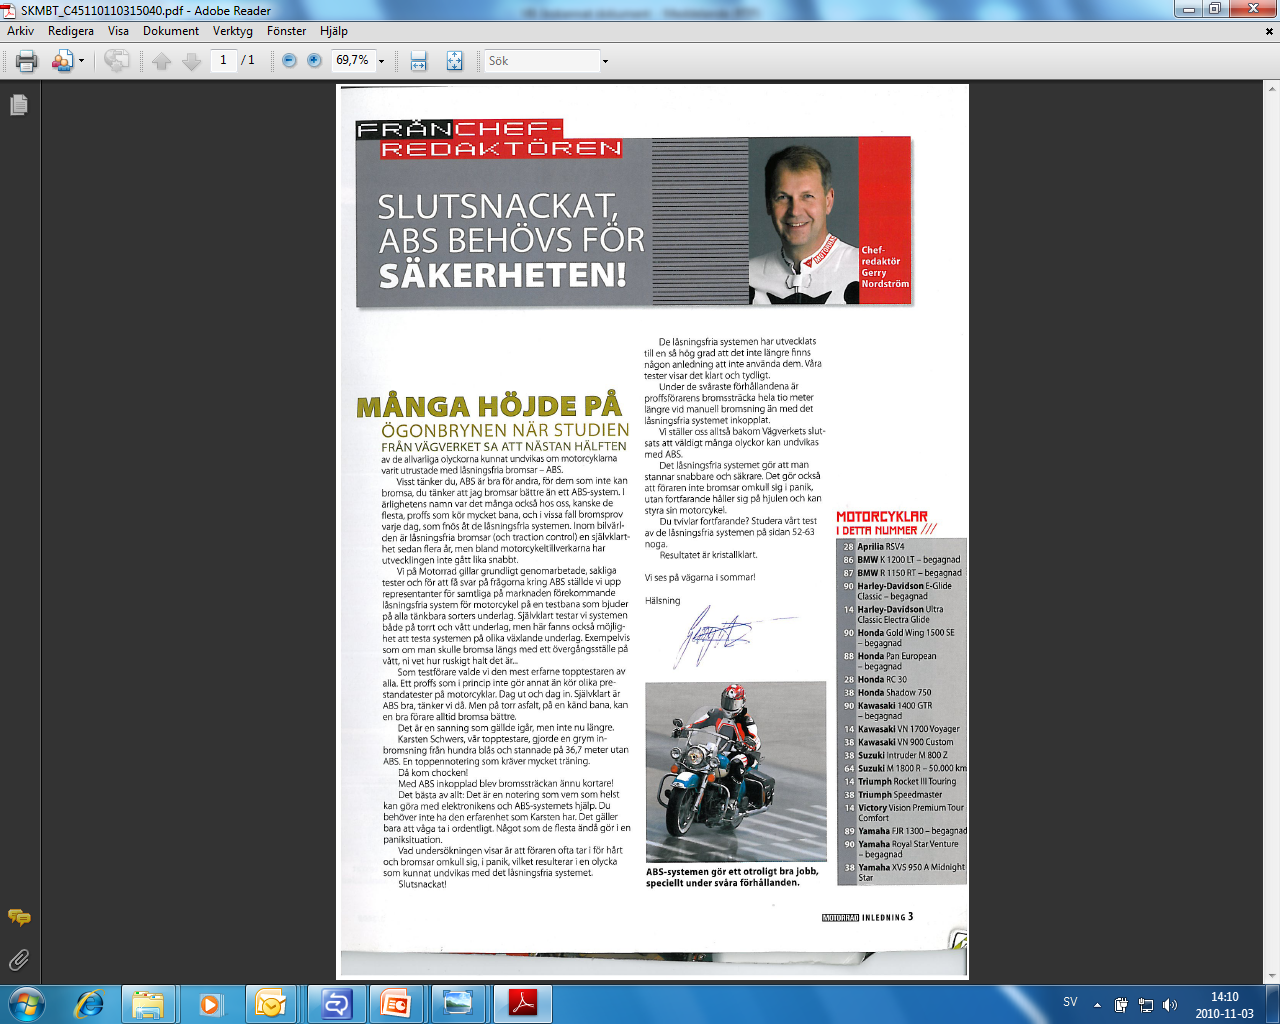 SKMBT_C45110110315040.pdf - Adobe Reader
Arkiv Redigera Visa Dokument Verktyg Fönster Hjälp
1 / 1 69,7% Sök
FRÅN CHEF-
REDAKTÖREN
SLUTSNACKAT,
ABS BEHÖVS FÖR
SÄKERHETEN!
MOTORRAD
Chef-
redaktör
Gerry
Nordström
MÅNGA HÖJDE PÅ
ÖGONBRYNEN NÄR STUDIEN
FRÅN VÄGVERKET SA ATT NÄSTAN HÄLFTEN
av de allvarliga olyckorna kunnat undvikas om motorcyklarna
varit utrustade med låsningsfria bromsar – ABS.
Visst tänker du, ABS är bra för andra, för dem som inte kan
bromsa, du tänker att jag bromsar bättre än ett ABS-system. I
ärlighetens namn var det många också hos oss, kanske de
flesta, proffs som kör mycket bana, och i vissa fall bromsprov
varje dag, som fnös åt de låsningsfria systemen. Inom bilvärl-
den är låsningsfria bromsar (och traction control) en självklart-
het sedan flera år, men bland motorcykeltillverkarna har
utvecklingen inte gått lika snabbt.
Vi på Motorrad gillar grundligt genomarbetade, sakliga
tester och för att få svar på frågorna kring ABS ställde vi upp
representanter för samtliga på marknaden förekommande
låsningsfria system för motorcykel på en testbana som bjuder
på alla tänkbara sorters underlag. Självklart testar vi systemen
både på torrt och vått underlag, men här fanns också möjlig-
het att testa systemen på olika växlande underlag. Exempelvis
som om man skulle bromsa längs med ett övergångsställe på
vått, ni vet hur ruskigt halt det är...
Som testförare valde vi den mest erfarne topptestaren av
alla. Ett proffs som i princip inte gör annat än kör olika pre-
standatester på motorcyklar. Dag ut och dag in. Självklart är
ABS bra, tänker vi då. Men på torr asfalt, på en känd bana, kan
en bra förare alltid bromsa bättre.
Det är en sanning som gällde igår, men inte nu längre.
Karsten Schwers, vår topptestare, gjorde en grym in-
bromsning från hundra blås och stannade på 36,7 meter utan
ABS. En toppennotering som kräver mycket träning.
Då kom chocken!
Med ABS inkopplad blev bromssträckan ännu kortare!
Det bästa av allt: Det är en notering som vem som helst
kan göra med elektronikens och ABS-systemets hjälp. Du
behöver inte ha den erfarenhet som Karsten har. Det gäller
bara att våga ta i ordentligt. Något som de flesta ändå gör i en
paniksituation.
Vad undersökningen visar är att föraren ofta tar i för hårt
och bromsar omkull sig, i panik, vilket resulterar i en olycka
som kunnat undvikas med det låsningsfria systemet.
Slutsnackat!
De låsningsfria systemen har utvecklats
till en så hög grad att det inte längre finns
någon anledning att inte använda dem. Våra
tester visar det klart och tydligt.
Under de svåraste förhållandena är
proffsförarens bromssträcka hela tio meter
längre vid manuell bromsning än med det
låsningsfria systemet inkopplat.
Vi ställer oss alltså bakom Vägverkets slut-
sats att väldigt många olyckor kan undvikas
med ABS.
Det låsningsfria systemet gör att man
stannar snabbare och säkrare. Det gör också
att föraren inte bromsar omkull sig i panik,
utan fortfarande håller sig på hjulen och kan
styra sin motorcykel.
Du tvivlar fortfarande? Studera vårt test
av de låsningsfria systemen på sidan 52-63
noga.
Resultatet är kristallklart.
Vi ses på vägarna i sommar!
Hälsning
ABS-systemen gör ett otroligt bra jobb,
speciellt under svåra förhållanden.
MOTORCYKLAR
I DETTA NUMMER ///
28 Aprilia RSV4
86 BMW K 1200 LT – begagnad
87 BMW R 1150 RT – begagnad
90 Harley-Davidson E-Glide
Classic – begagnad
14 Harley-Davidson Ultra
Classic Electra Glide
90 Honda Gold Wing 1500 SE
– begagnad
88 Honda Pan European
– begagnad
28 Honda RC 30
38 Honda Shadow 750
90 Kawasaki 1400 GTR
– begagnad
14 Kawasaki VN 1700 Voyager
38 Kawasaki VN 900 Custom
38 Suzuki Intruder M 800 Z
64 Suzuki M 1800 R – 50.000 km
14 Triumph Rocket III Touring
38 Triumph Speedmaster
14 Victory Vision Premium Tour
Comfort
89 Yamaha FJR 1300 – begagnad
90 Yamaha Royal Star Venture
– begagnad
38 Yamaha XVS 950 A Midnight
Star
MOTORRAD INLEDNING 3
SV 14:10
2010-11-03